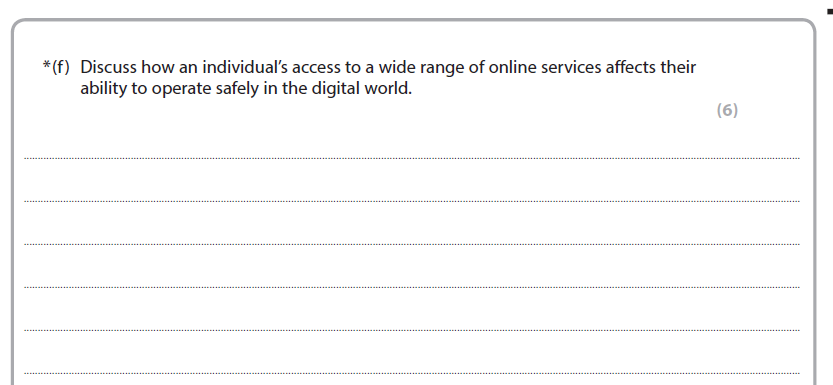 *(f) Discuss how an individual's access to a wide range of online services affects their
ability to operate safely in the digital world.
(6)